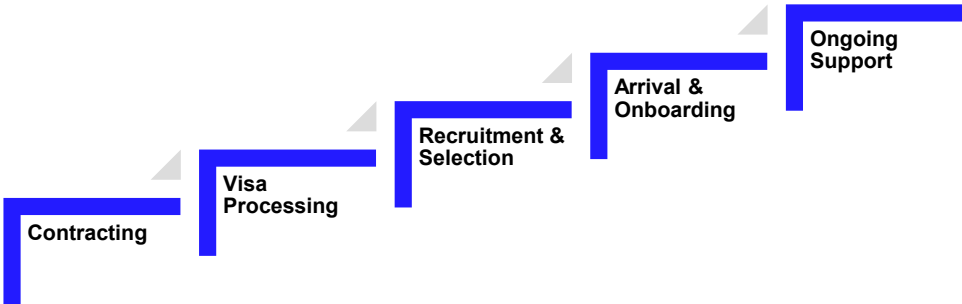 Contracting
Visa
Processing
Recruitment &
Selection
Arrival &
Onboarding
Ongoing
Support